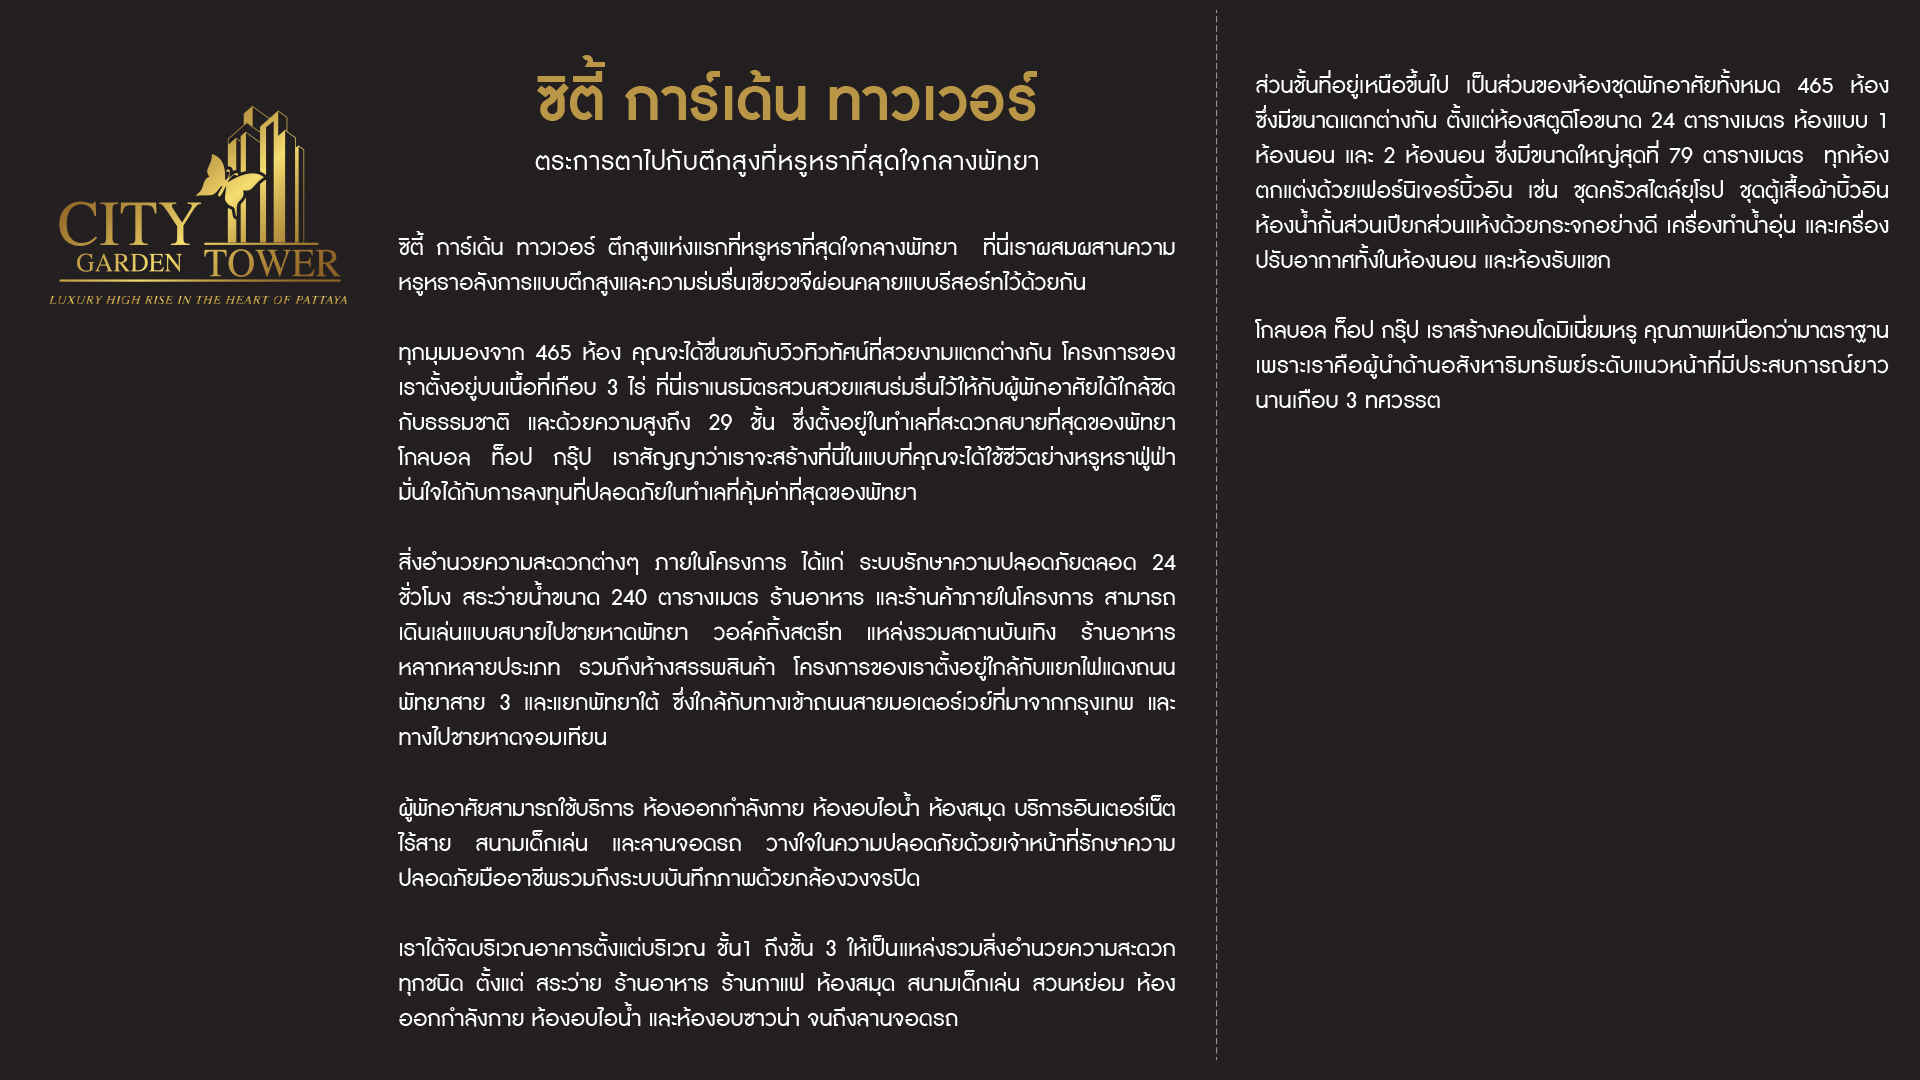 CITY
GARDEN TOWER
LUXURY HIGH RISE IN THE HEART OF PATTAYA
ซิตี้ การ์เด้น ทาวเวอร์
ตระการตาไปกับตึกสูงที่หรูหราที่สุดใจกลางพัทยา
ซิตี้ การ์เด้น ทาวเวอร์ ตึกสูงแห่งแรกที่หรูหราที่สุดใจกลางพัทยา ที่นี่เราผสมผสานความ
หรูหราอลังการแบบตึกสูงและความร่มรื่นเขียวขจีผ่อนคลายแบบรีสอร์ทไว้ด้วยกัน
ทุกมุมมองจาก 465 ห้อง คุณจะได้ชื่นชมกับวิวทิวทัศน์ที่สวยงามแตกต่างกัน โครงการของ
เราตั้งอยู่บนเนื้อที่เกือบ 3 ไร่ ที่นี่เราเนรมิตรสวนสวยแสนร่มรื่นไว้ให้กับผู้พักอาศัยได้ใกล้ชิด
กับธรรมชาติ และด้วยความสูงถึง 29 ชั้น ซึ่งตั้งอยู่ในทำเลที่สะดวกสบายที่สุดของพัทยา
โกลบอล ท็อป กรุ๊ป เราสัญญาว่าเราจะสร้างที่นี่ในแบบที่คุณจะได้ใช้ชีวิตย่างหรูหราฟู่ฟ่า
มั่นใจได้กับการลงทุนที่ปลอดภัยในทำเลที่คุ้มค่าที่สุดของพัทยา
สิ่งอำนวยความสะดวกต่างๆ ภายในโครงการ ได้แก่ ระบบรักษาความปลอดภัยตลอด 24
ชั่วโมง สระว่ายน้ำขนาด 240 ตารางเมตร ร้านอาหาร และร้านค้าภายในโครงการ สามารถ
เดินเล่นแบบสบายไปชายหาดพัทยา วอล์คกิ้งสตรีท แหล่งรวมสถานบันเทิง ร้านอาหาร
หลากหลายประเภท รวมถึงห้างสรรพสินค้า โครงการของเราตั้งอยู่ใกล้กับแยกไฟแดงถนน
พัทยาสาย 3 และแยกพัทยาใต้ ซึ่งใกล้กับทางเข้าถนนสายมอเตอร์เวย์ที่มาจากกรุงเทพ และ
ทางไปชายหาดจอมเทียน
ผู้พักอาศัยสามารถใช้บริการ ห้องออกกำลังกาย ห้องอบไอน้ำ ห้องสมุด บริการอินเตอร์เน็ต
ไร้สาย สนามเด็กเล่น และลานจอดรถ วางใจในความปลอดภัยด้วยเจ้าหน้าที่รักษาความ
ปลอดภัยมืออาชีพรวมถึงระบบบันทึกภาพด้วยกล้องวงจรปิด
เราได้จัดบริเวณอาคารตั้งแต่บริเวณ ชั้น1 ถึงชั้น 3 ให้เป็นแหล่งรวมสิ่งอำนวยความสะดวก
ทุกชนิด ตั้งแต่ สระว่าย ร้านอาหาร ร้านกาแฟ ห้องสมุด สนามเด็กเล่น สวนหย่อม ห้อง
ออกกำลังกาย ห้องอบไอน้ำ และห้องอบซาวน่า จนถึงลานจอดรถ
ส่วนชั้นที่อยู่เหนือขึ้นไป เป็นส่วนของห้องชุดพักอาศัยทั้งหมด 465 ห้อง
ซึ่งมีขนาดแตกต่างกัน ตั้งแต่ห้องสตูดิโอขนาด 24 ตารางเมตร ห้องแบบ 1
ห้องนอน และ 2 ห้องนอน ซึ่งมีขนาดใหญ่สุดที่ 79 ตารางเมตร ทุกห้อง
ตกแต่งด้วยเฟอร์นิเจอร์บิ้วอิน เช่น ชุดครัวสไตล์ยุโรป ชุดตู้เสื้อผ้าบิ้วอิน
ห้องน้ำกั้นส่วนเปียกส่วนแห้งด้วยกระจกอย่างดี เครื่องทำน้ำอุ่น และเครื่อง
ปรับอากาศทั้งในห้องนอน และห้องรับแขก
โกลบอล ท็อป กรุ๊ป เราสร้างคอนโดมิเนี่ยมหรู คุณภาพเหนือกว่ามาตราฐาน
เพราะเราคือผู้นำด้านอสังหาริมทรัพย์ระดับแนวหน้าที่มีประสบการณ์ยาว
นานเกือบ 3 ทศวรรต